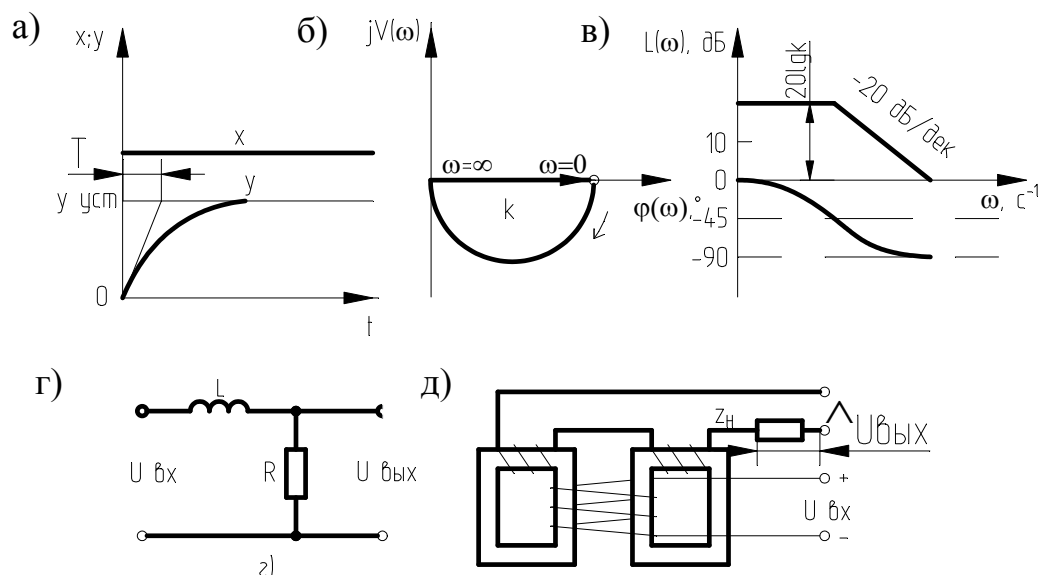 а)
x;y
T
x
y уст
y
0
t
б)
jV(ω)
ω=∞
ω=0
k
в)
L(ω), дБ
20lgk
-20 дБ/дек
10
0
φ(ω),°
ω, с⁻¹
-45
-90
г)
L
U вх
R
U вых
г)
д)
zн
Uвых
+
U вх
-